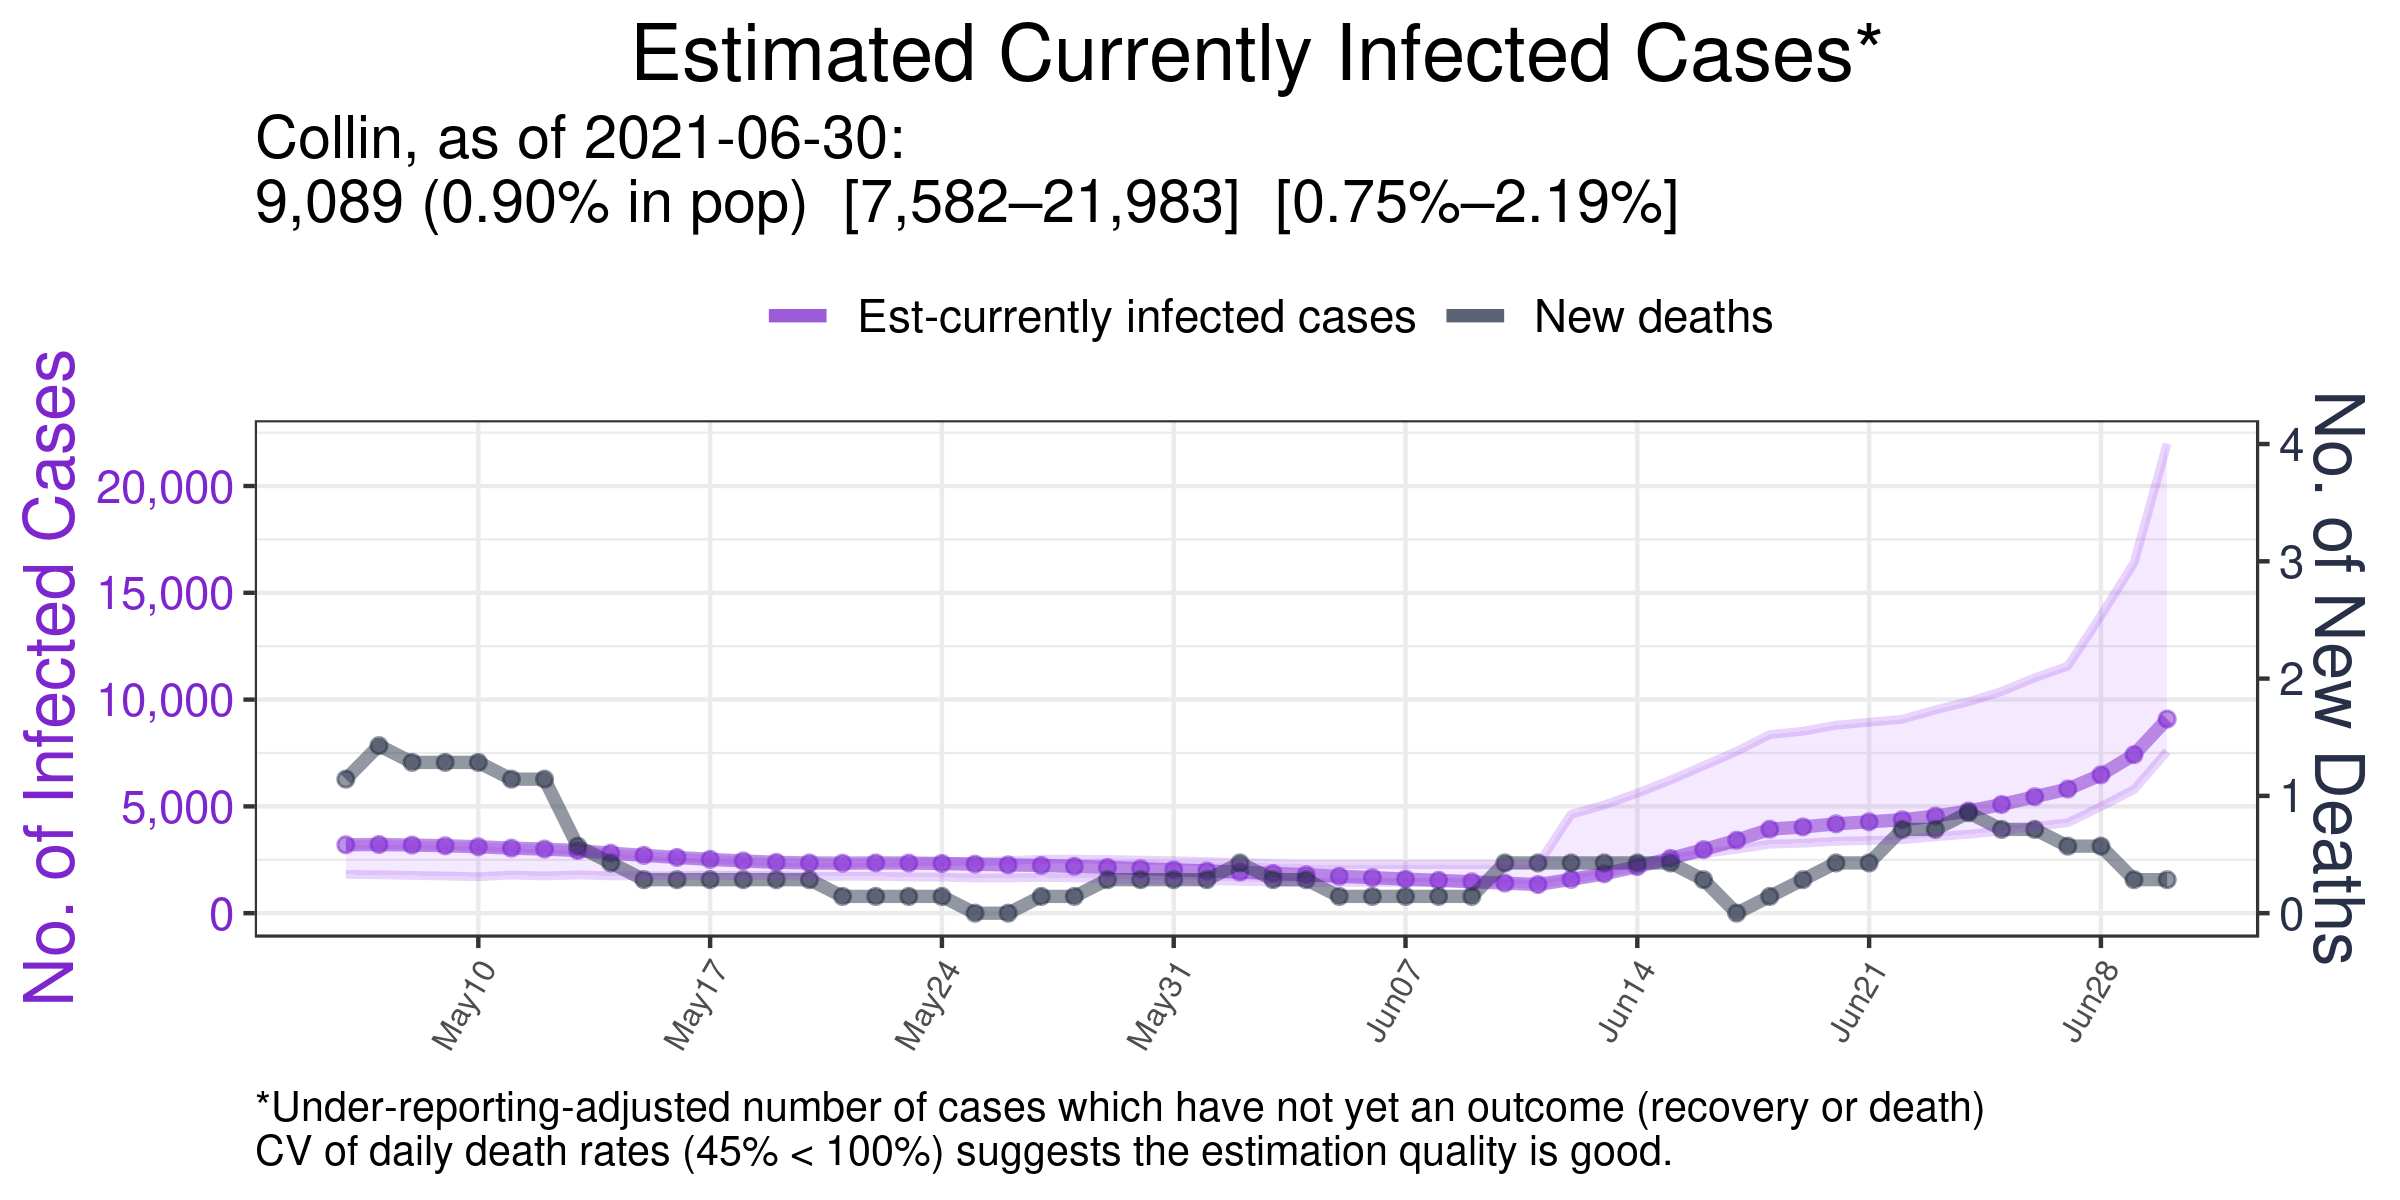 Estimated Currently Infected Cases*
Collin, as of 2021-06-30:
9,089 (0.90% in pop)  [7,582–21,983]  [0.75%–2.19%]
Est-currently infected cases
New deaths
No. of Infected Cases
20,000
15,000
10,000
5,000
0
No. of New Deaths
4
3
2
1
0
May10
May17
May24
May31
Jun07
Jun14
Jun21
Jun28
*Under-reporting-adjusted number of cases which have not yet an outcome (recovery or death)
CV of daily death rates (45% < 100%) suggests the estimation quality is good.